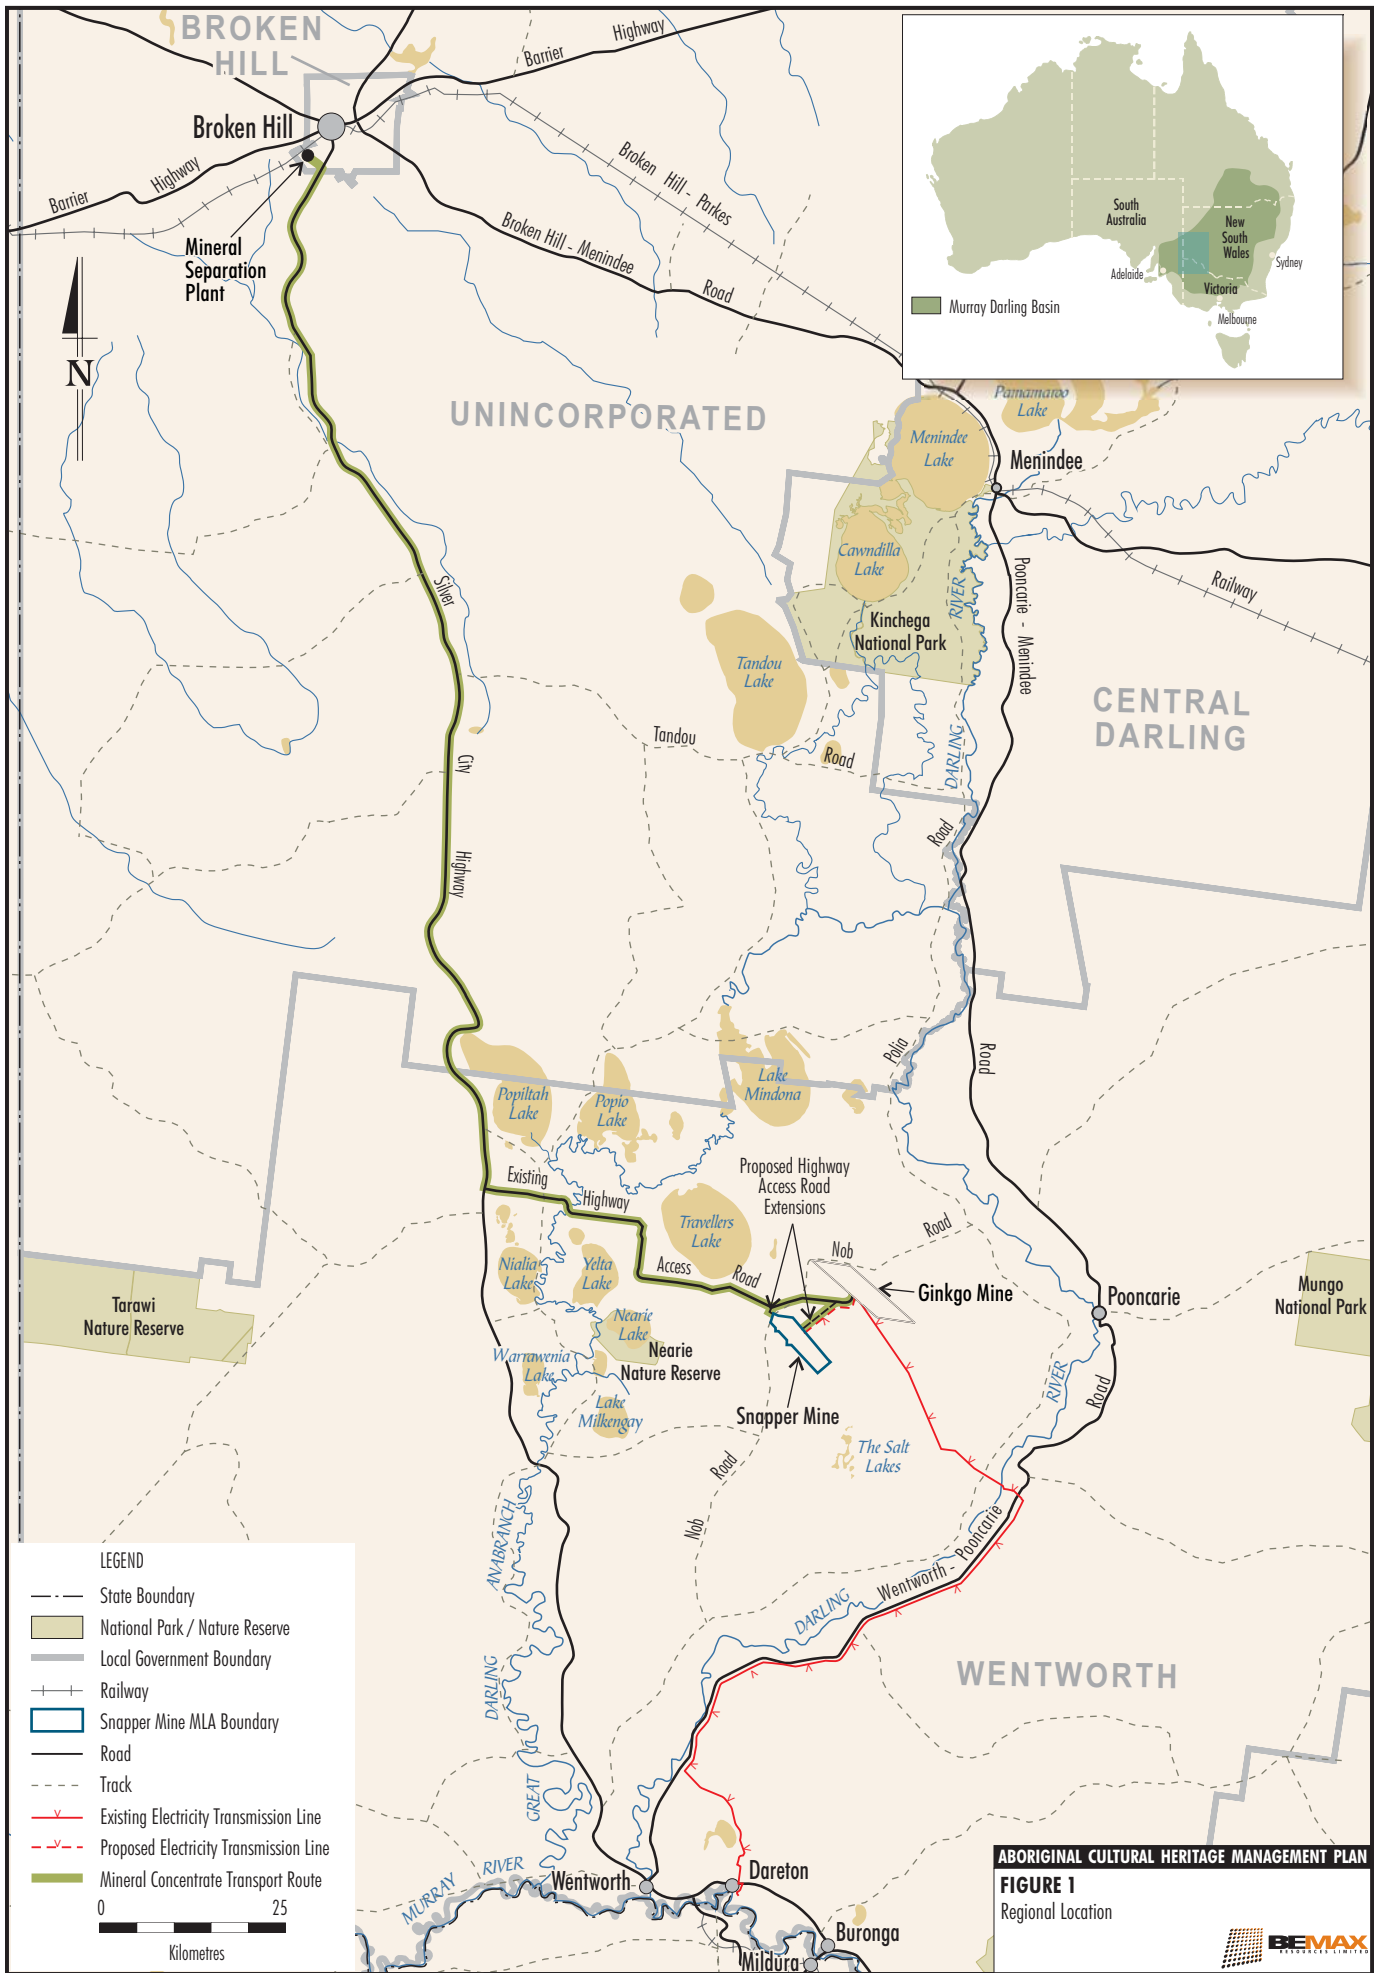 BROKEN
HILL
Barrier
Highway
Broken Hill
Barrier
Highway
Broken Hill - Parkes
Broken Hill - Menindee
Road
Mineral
Separation
Plant
N
South
Australia
New
South
Wales
Adelaide
Sydney
Victoria
Melbourne
Murray Darling Basin
UNINCORPORATED
Pamamaroo
Lake
Menindee
Lake
Menindee
Cawndilla
Lake
Kinchega
National Park
RIVER
Pooncarie - Menindee
Railway
Silver
Tandou
Lake
CENTRAL
DARLING
Tandou
Road
DARLING
City
Road
Highway
Polia
Road
Popiltah
Lake
Popio
Lake
Lake
Mindona
Existing
Highway
Proposed Highway
Access Road
Extensions
Travellers
Lake
Nob
Road
Access
Road
Nialia
Lake
Yelta
Lake
Ginkgo Mine
Pooncarie
Mungo
National Park
Tarawi
Nature Reserve
Nearie
Lake
Nearie
Nature Reserve
Warrawenia
Lake
Lake
Milkengay
Snapper Mine
RIVER
Road
The Salt
Lakes
Road
Nob
ANABRANCH
Wentworth - Pooncarie
DARLING
DARLING
WENTWORTH
GREAT
LEGEND
State Boundary
National Park / Nature Reserve
Local Government Boundary
Railway
Snapper Mine MLA Boundary
Road
Track
Existing Electricity Transmission Line
Proposed Electricity Transmission Line
Mineral Concentrate Transport Route
0 25
Kilometres
MURRAY
RIVER
Wentworth
Dareton
Buronga
Mildura
ABORIGINAL CULTURAL HERITAGE MANAGEMENT PLAN
FIGURE 1
Regional Location
BEMAX
RESOURCES LIMITED